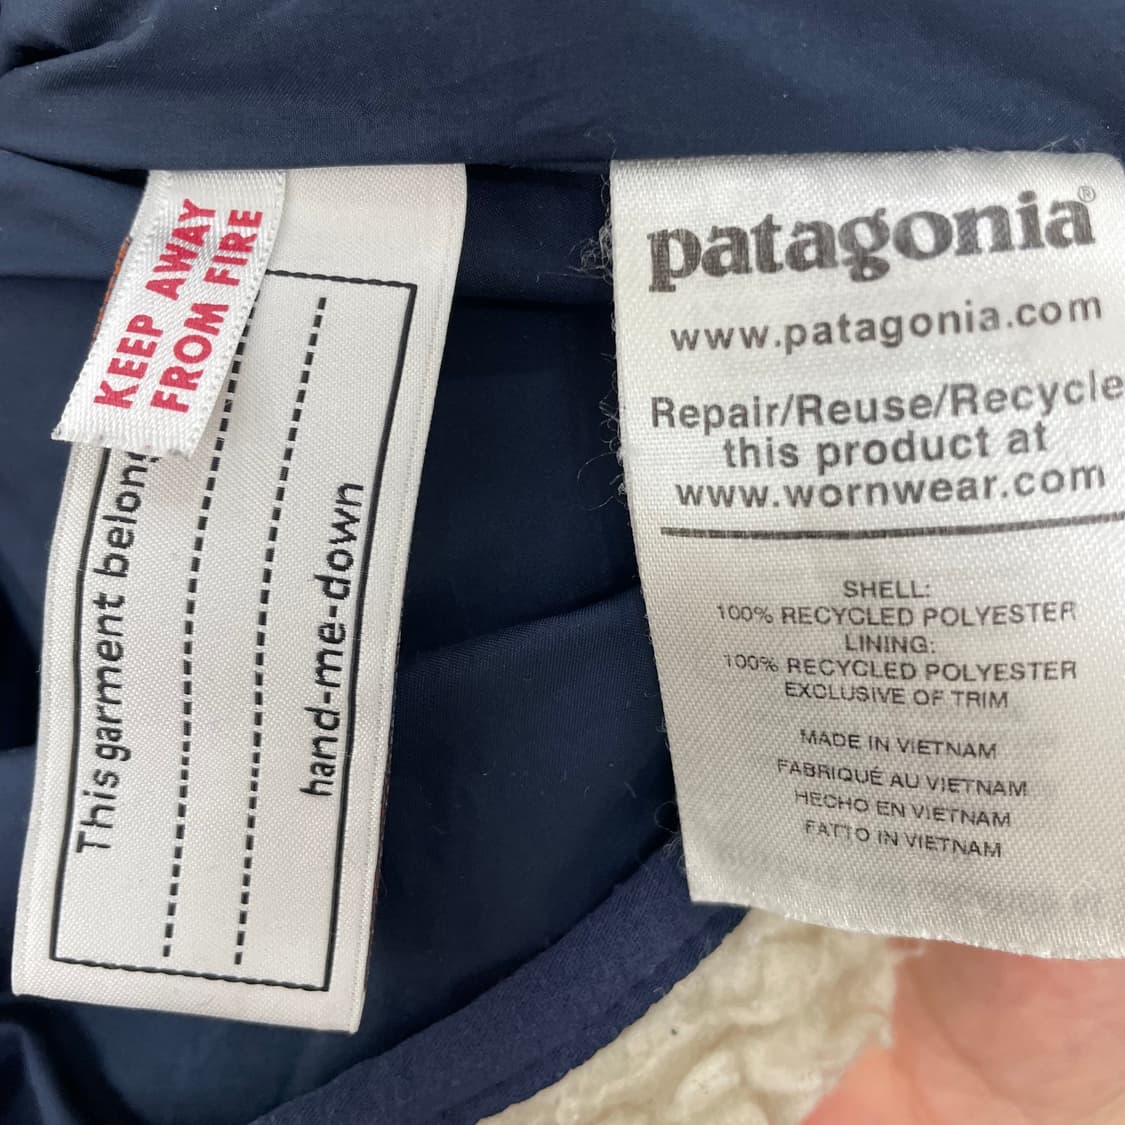 KEEP AWAY
FROM FIRE
This garment belong
hand-me-down
patagonia®
www.patagonia.com
Repair/Reuse/Recycle
this product at
www.wornwear.com
SHELL:
100% RECYCLED POLYESTER
LINING:
100% RECYCLED POLYESTER
EXCLUSIVE OF TRIM
MADE IN VIETNAM
FABRIQUÉ AU VIETNAM
HECHO EN VIETNAM
FATTO IN VIETNAM